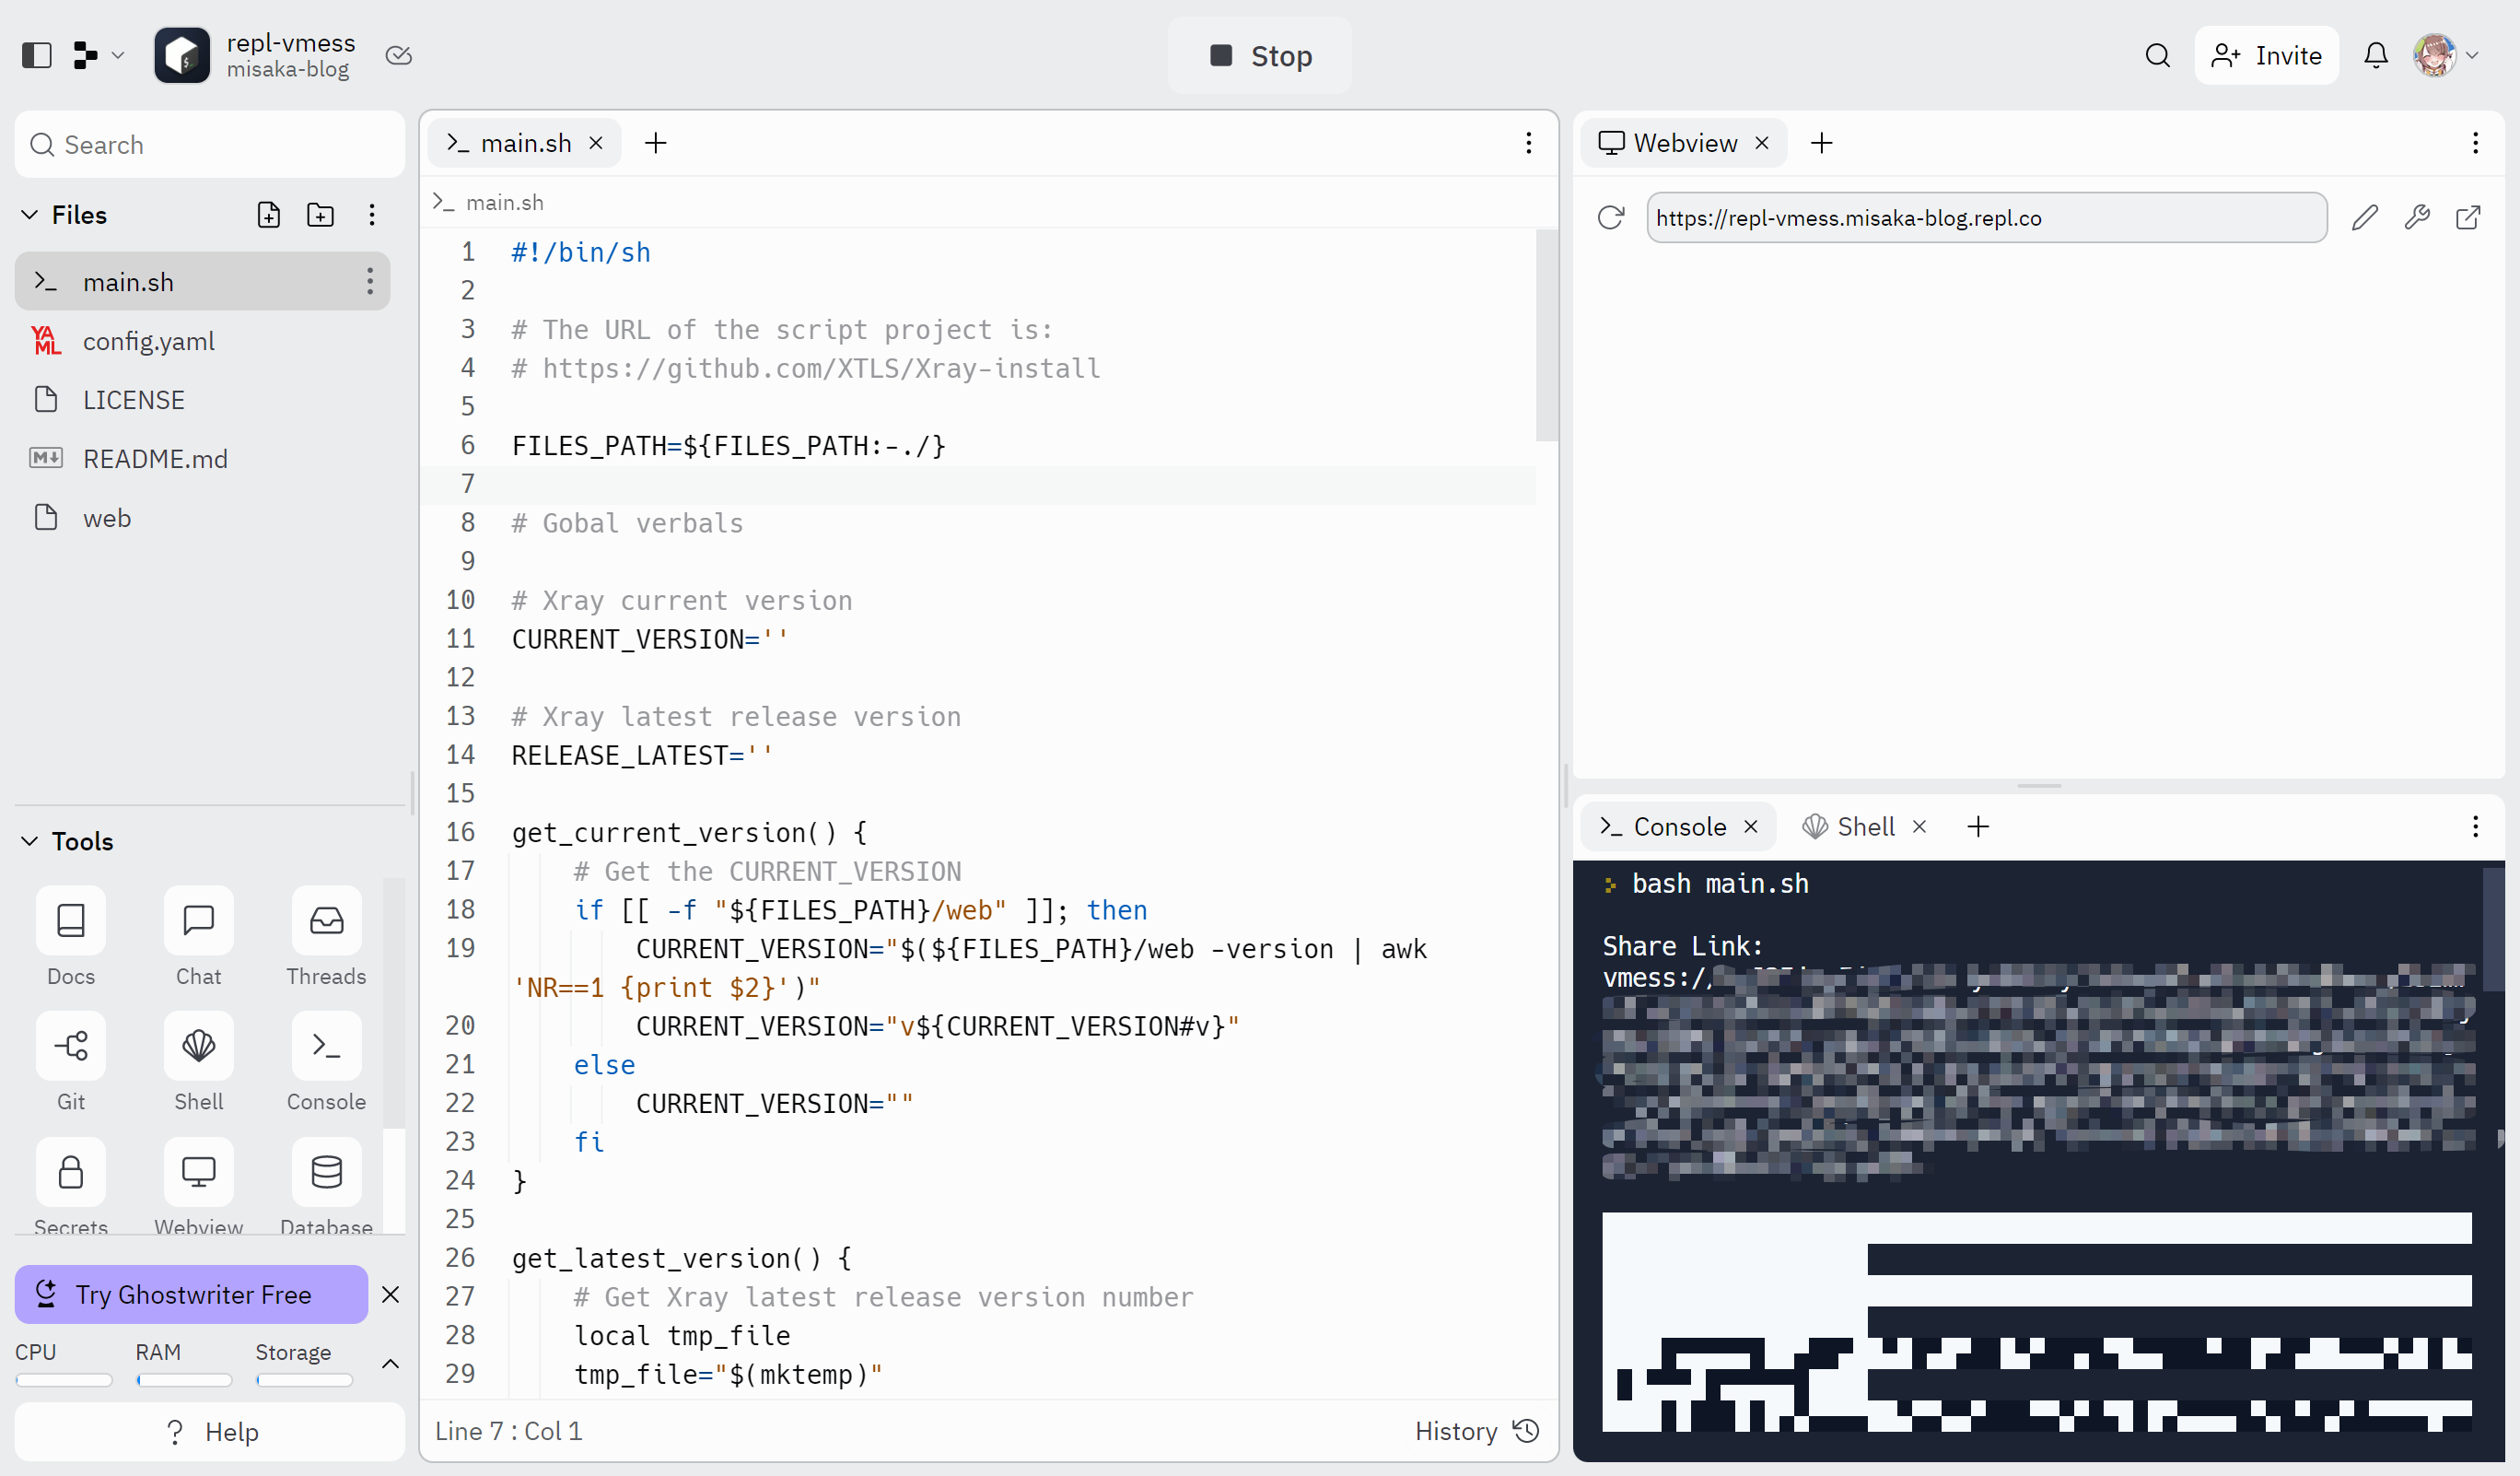 repl-vmess
misaka-blog
Stop
Invite
Search
Files
main.sh
config.yaml
LICENSE
README.md
web
Tools
Docs
Chat
Threads
Git
Shell
Console
Secrets
Webview
Database
Try Ghostwriter Free
CPU
RAM
Storage
Help
main.sh
main.sh
1 #!/bin/sh
2
3 # The URL of the script project is:
4 # https://github.com/XTLS/Xray-install
5
6 FILES_PATH=${FILES_PATH:-./}
7
8 # Gobal verbals
9
10 # Xray current version
11 CURRENT_VERSION=''
12
13 # Xray latest release version
14 RELEASE_LATEST=''
15
16 get_current_version() {
17     # Get the CURRENT_VERSION
18     if [[ -f "${FILES_PATH}/web" ]]; then
19         CURRENT_VERSION="$(${FILES_PATH}/web -version | awk
'NR==1 {print $2}')"
20         CURRENT_VERSION="v${CURRENT_VERSION#v}"
21     else
22         CURRENT_VERSION=""
23     fi
24 }
25
26 get_latest_version() {
27     # Get Xray latest release version number
28     local tmp_file
29     tmp_file="$(mktemp)"
Line 7 : Col 1
History
Webview
https://repl-vmess.misaka-blog.repl.co
Console
Shell
bash main.sh
Share Link:
vmess:/